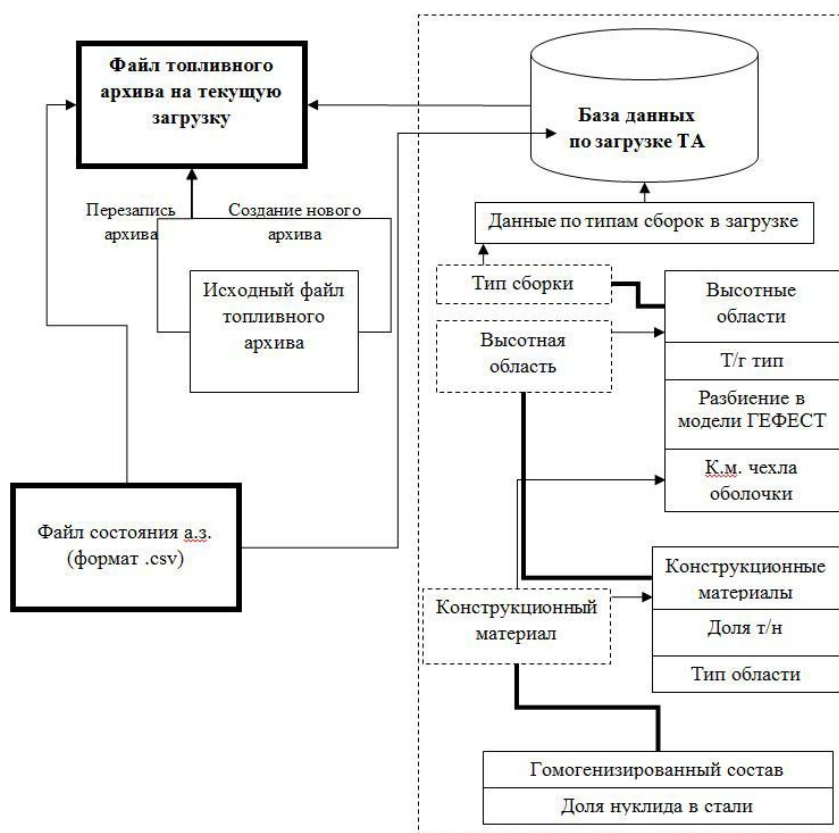 Файл топливного
архива на текущую
загрузку
База данных
по загрузке ТА
Перезапись
архива
Создание нового
архива
Исходный файл
топливного
архива
Данные по типам сборок в загрузке
Тип сборки
Высотные
области
Высотная
область
Т/г тип
Разбиение в
модели ГЕФЕСТ
К.м. чехла
оболочки
Файл состояния а.з.
(формат .csv)
Конструкционные
материалы
Конструкционный
материал
Доля т/н
Тип области
Гомогенизированный состав
Доля нуклида в стали